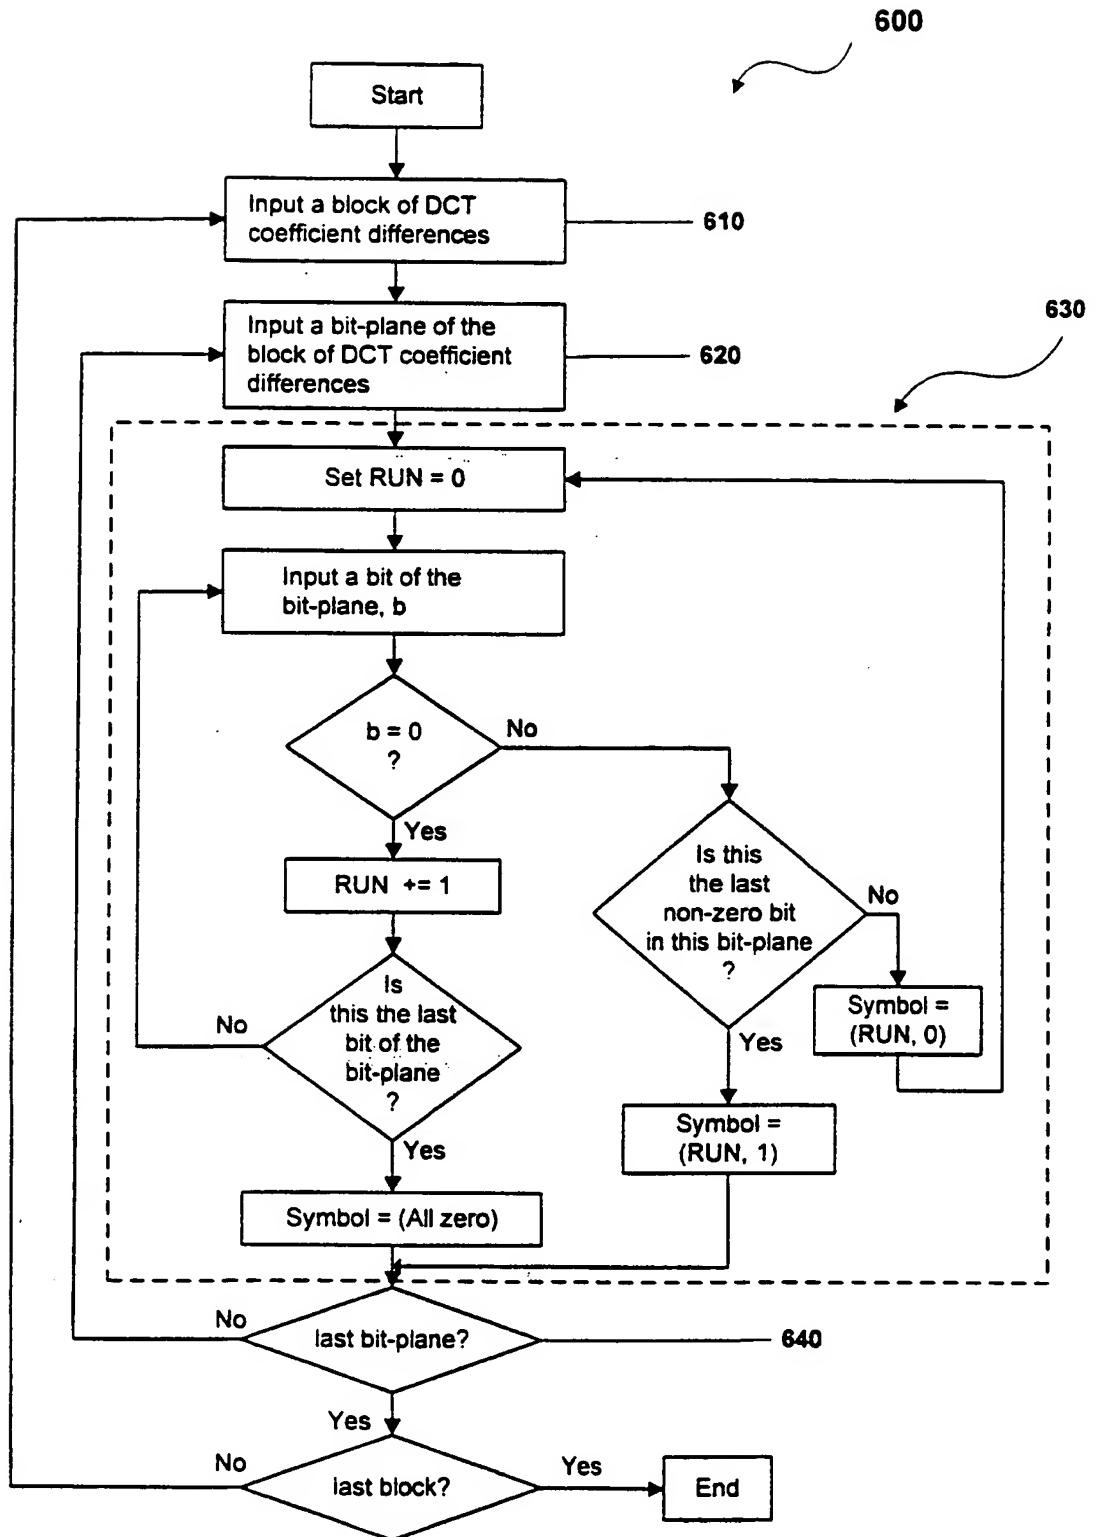 600
Start
Input a block of DCT
coefficient differences
610
Input a bit-plane of the
block of DCT coefficient
differences
620
630
Set RUN = 0
Input a bit of the
bit-plane, b
b = 0
?
No
Yes
RUN += 1
Is this
the last
non-zero bit
in this bit-plane
?
No
Symbol =
(RUN, 0)
Yes
Symbol =
(RUN, 1)
Is
this the last
bit of the
bit-plane
?
No
Yes
Symbol = (All zero)
last bit-plane?
No
640
Yes
last block?
No
Yes
End